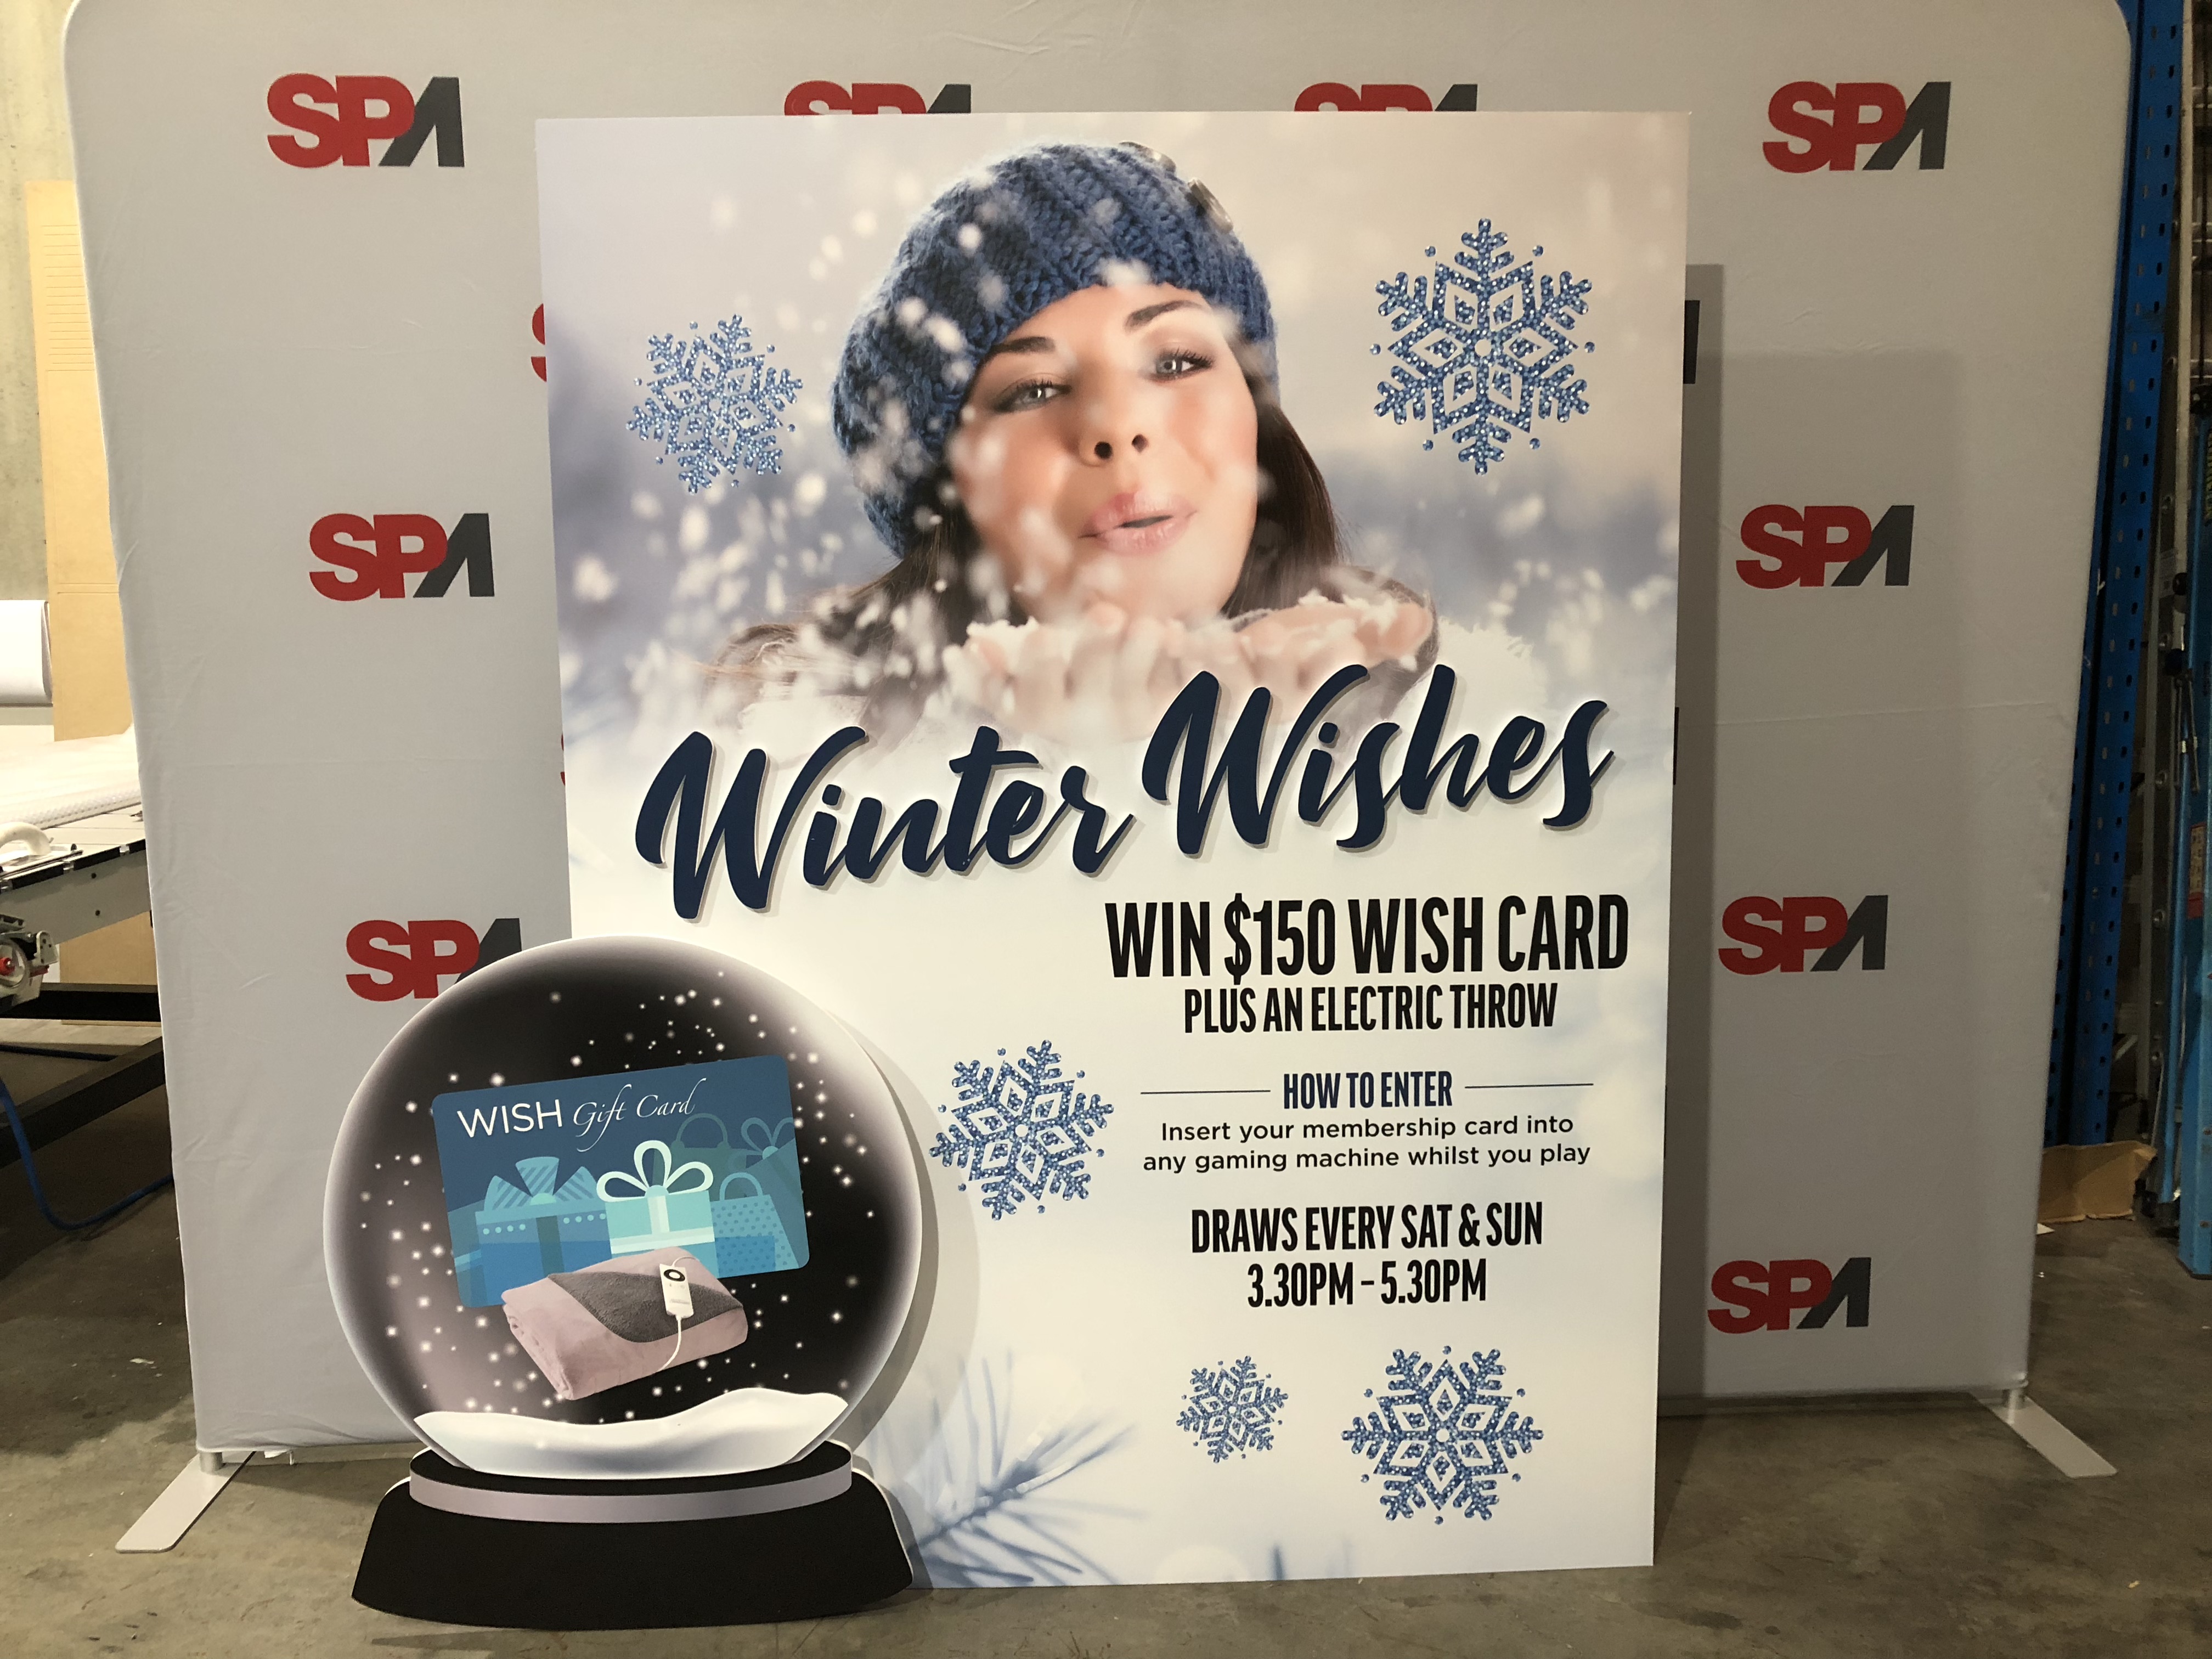 SPA
SPA
SPA
SPA
Winter Wishes
WIN $150 WISH CARD
PLUS AN ELECTRIC THROW
HOW TO ENTER
Insert your membership card into
any gaming machine whilst you play
DRAWS EVERY SAT & SUN
3.30PM - 5.30PM
WISH Gift Card
SPA
SPA
SPA
SPA
SPA